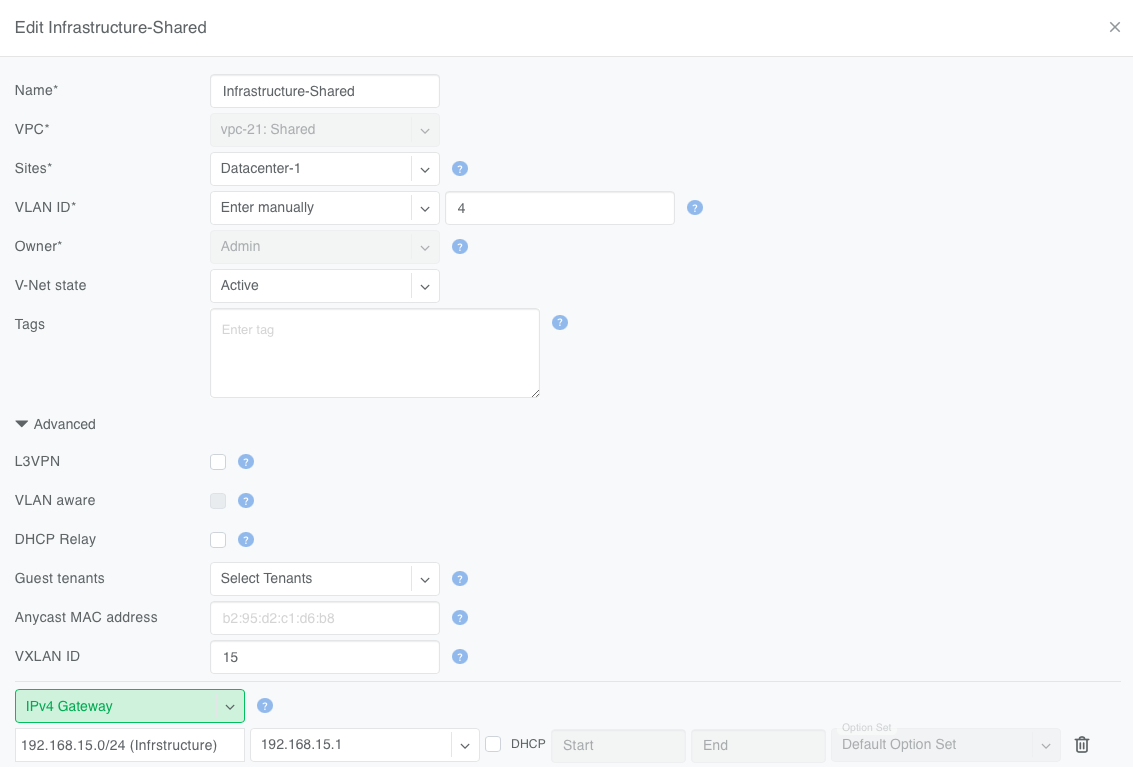 Edit Infrastructure-Shared
Name* Infrastructure-Shared
VPC* vpc-21: Shared
Sites* Datacenter-1 ?
VLAN ID* Enter manually 4 ?
Owner* Admin ?
V-Net state Active
Tags Enter tag ?
Advanced
L3VPN ?
VLAN aware ?
DHCP Relay ?
Guest tenants Select Tenants ?
Anycast MAC address b2:95:d2:c1:d6:b8 ?
VXLAN ID 15 ?
IPv4 Gateway ?
Option Set
192.168.15.0/24 (Infrstructure) 192.168.15.1 DHCP Start End Default Option Set